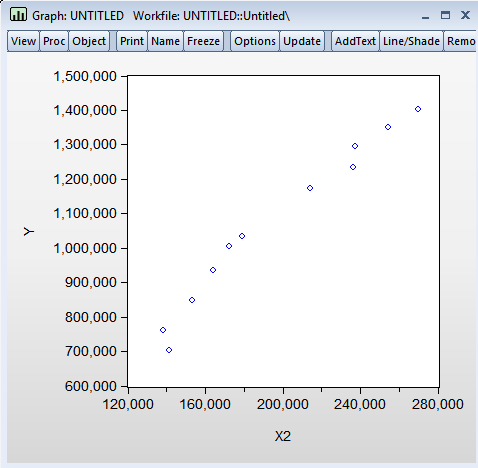 Graph: UNTITLED Workfile: UNTITLED::Untitled\
View Proc Object Print Name Freeze Options Update AddText Line/Shade Remo
1,500,000
1,400,000
1,300,000
1,200,000
1,100,000
1,000,000
900,000
800,000
700,000
600,000
Y
120,000 160,000 200,000 240,000 280,000
X2